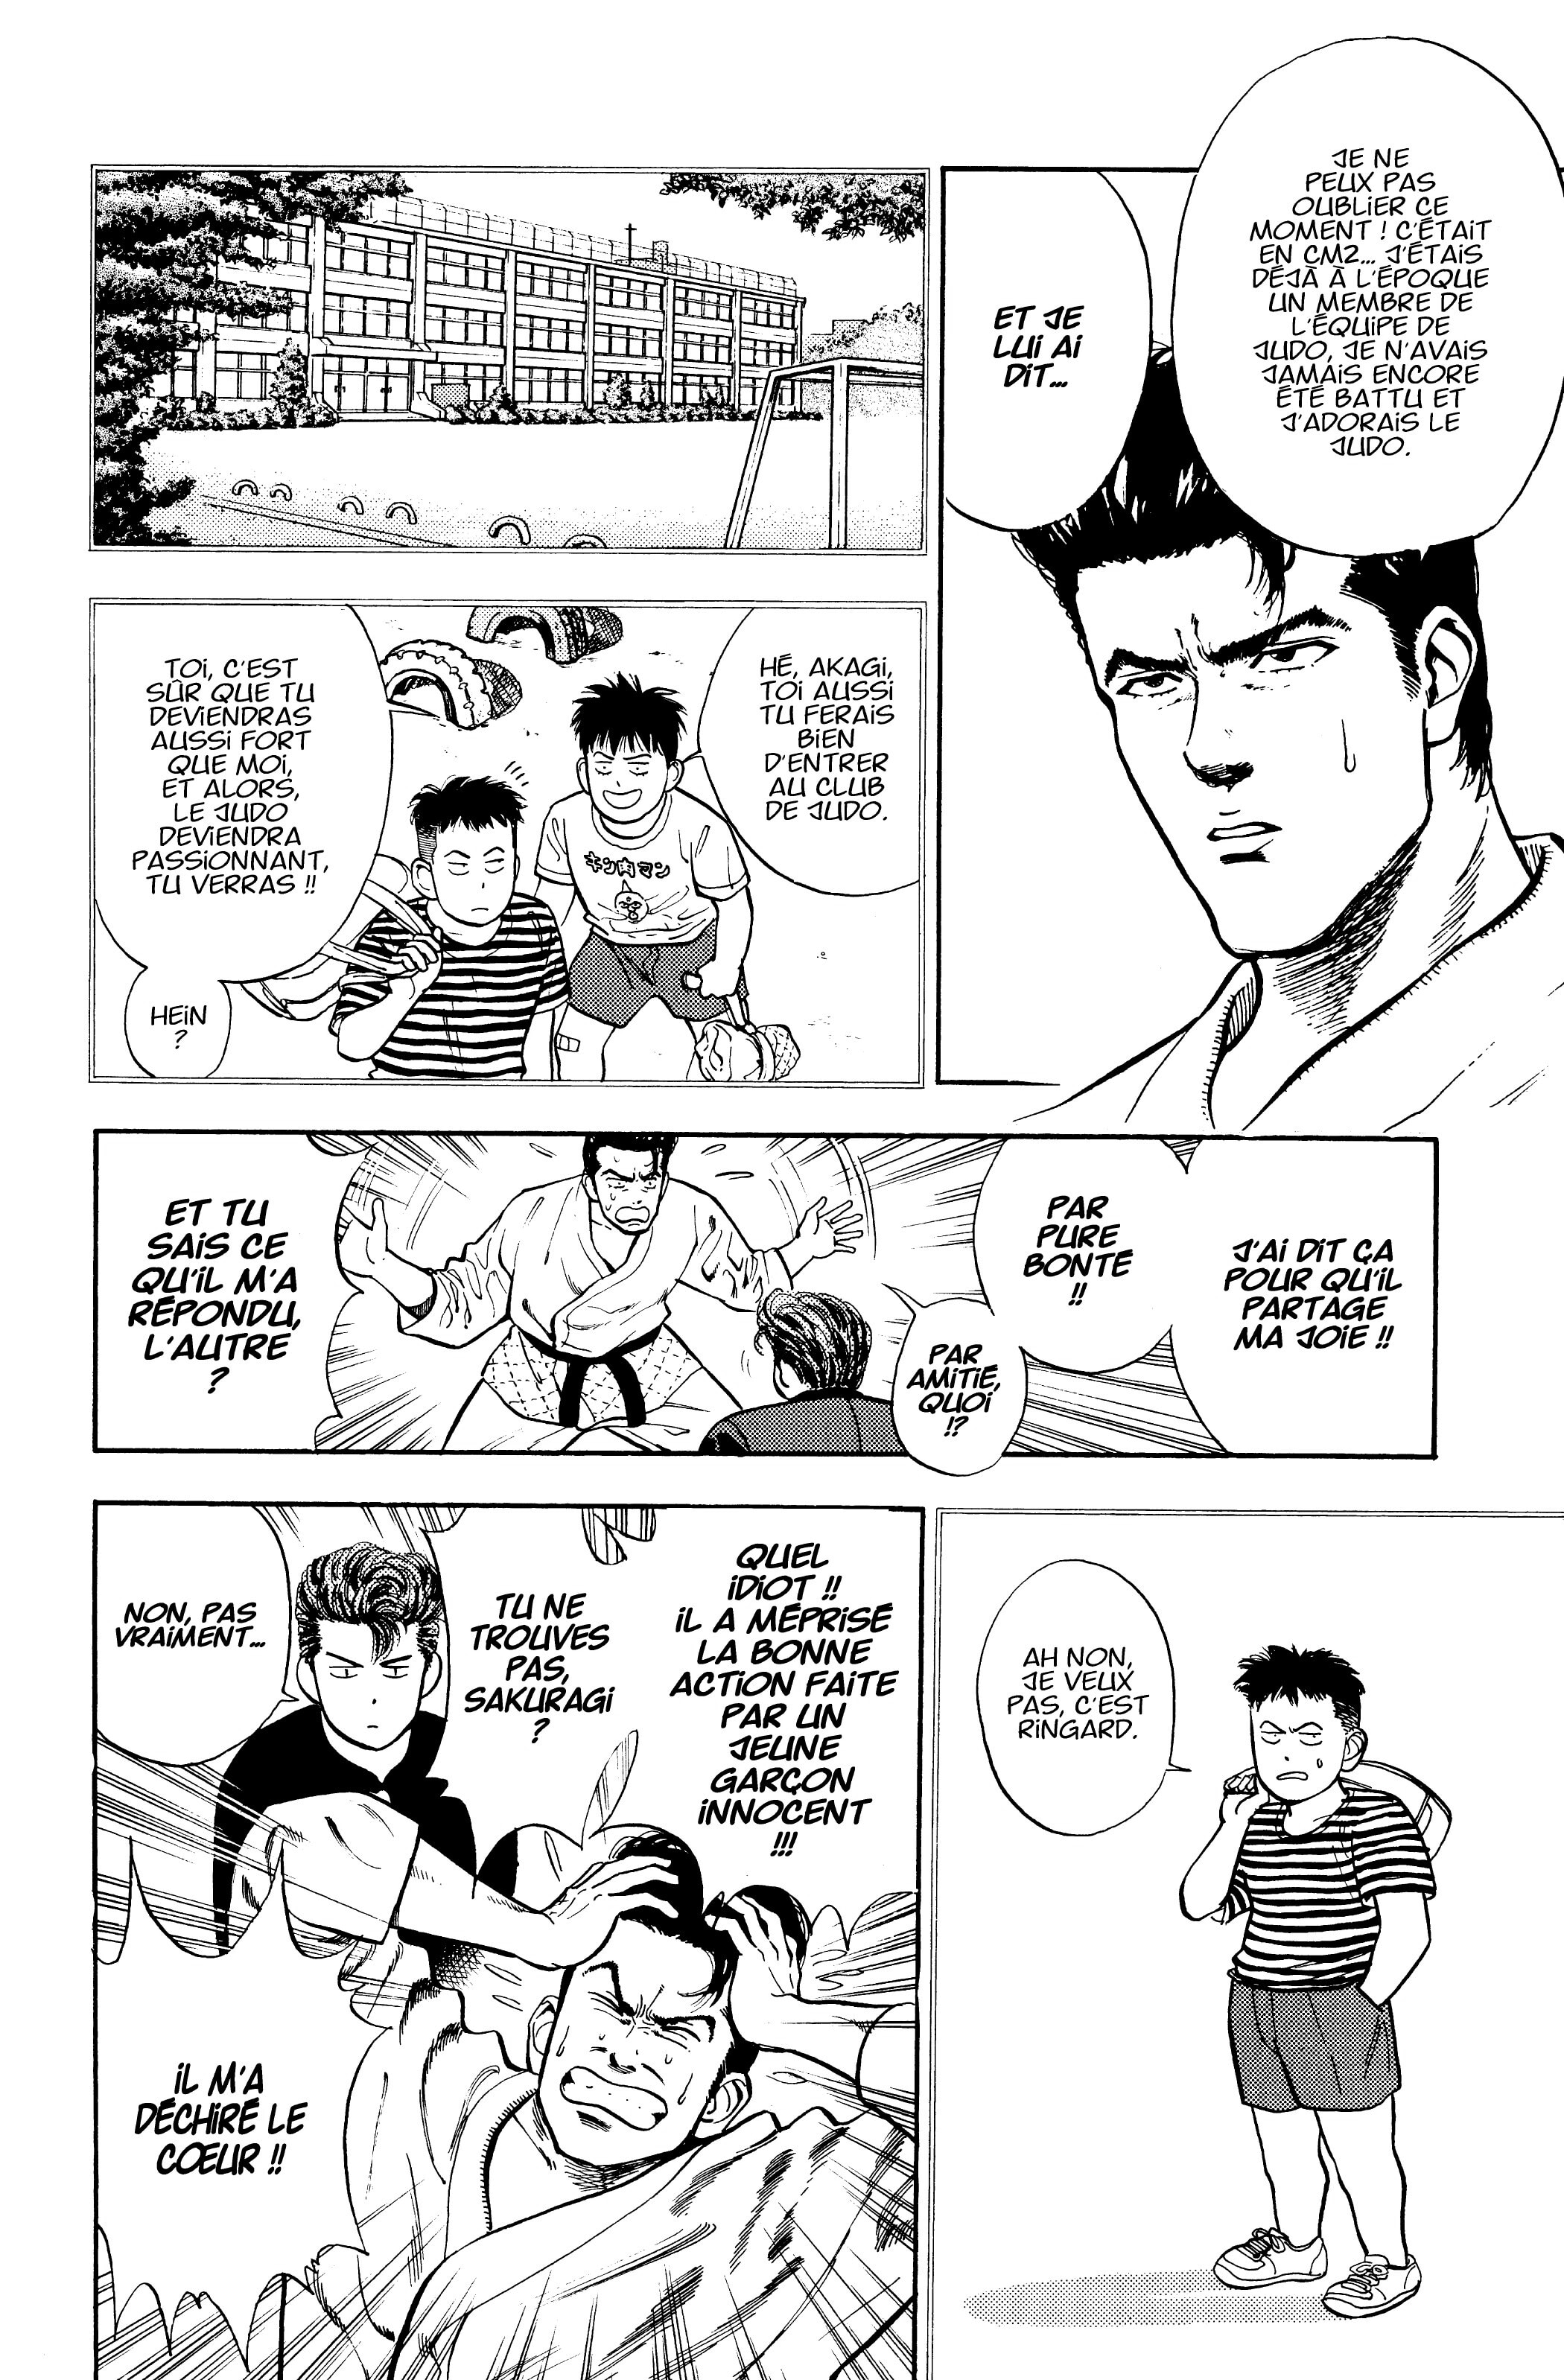 JE NE
PEUX PAS
OUBLIER CE
MOMENT ! C'ÉTAIT
EN CM2... J'ÉTAIS
DÉJÀ À L'ÉPOQUE
UN MEMBRE DE
L'ÉQUIPE DE
JUDO, JE N'AVAIS
JAMAIS ENCORE
ÉTÉ BATTU ET
J'ADORAIS LE
JUDO.
ET JE
LUI AI
DIT...
HÉ, AKAGI,
TOI AUSSI
TU FERAIS
BIEN
D'ENTRER
AU CLUB
DE JUDO.
キン肉マン
TOI, C'EST
SÛR QUE TU
DEVIENDRAS
AUSSI FORT
QUE MOI,
ET ALORS,
LE JUDO
DEVIENDRA
PASSIONNANT,
TU VERRAS !!
HEIN
?
J'AI DIT ÇA
POUR QU'IL
PARTAGE
MA JOIE !!
PAR
PURE
BONTÉ
!!
PAR
AMITIÉ,
QUOI
!?
ET TU
SAIS CE
QU'IL M'A
RÉPONDU,
L'AUTRE
?
AH NON,
JE VEUX
PAS, C'EST
RINGARD.
QUEL
IDIOT !!
IL A MÉPRISÉ
LA BONNE
ACTION FAITE
PAR UN
JEUNE
GARÇON
INNOCENT
!!!
TU NE
TROUVES
PAS,
SAKURAGI
?
NON, PAS
VRAIMENT...
IL M'A
DÉCHIRÉ LE
COEUR !!